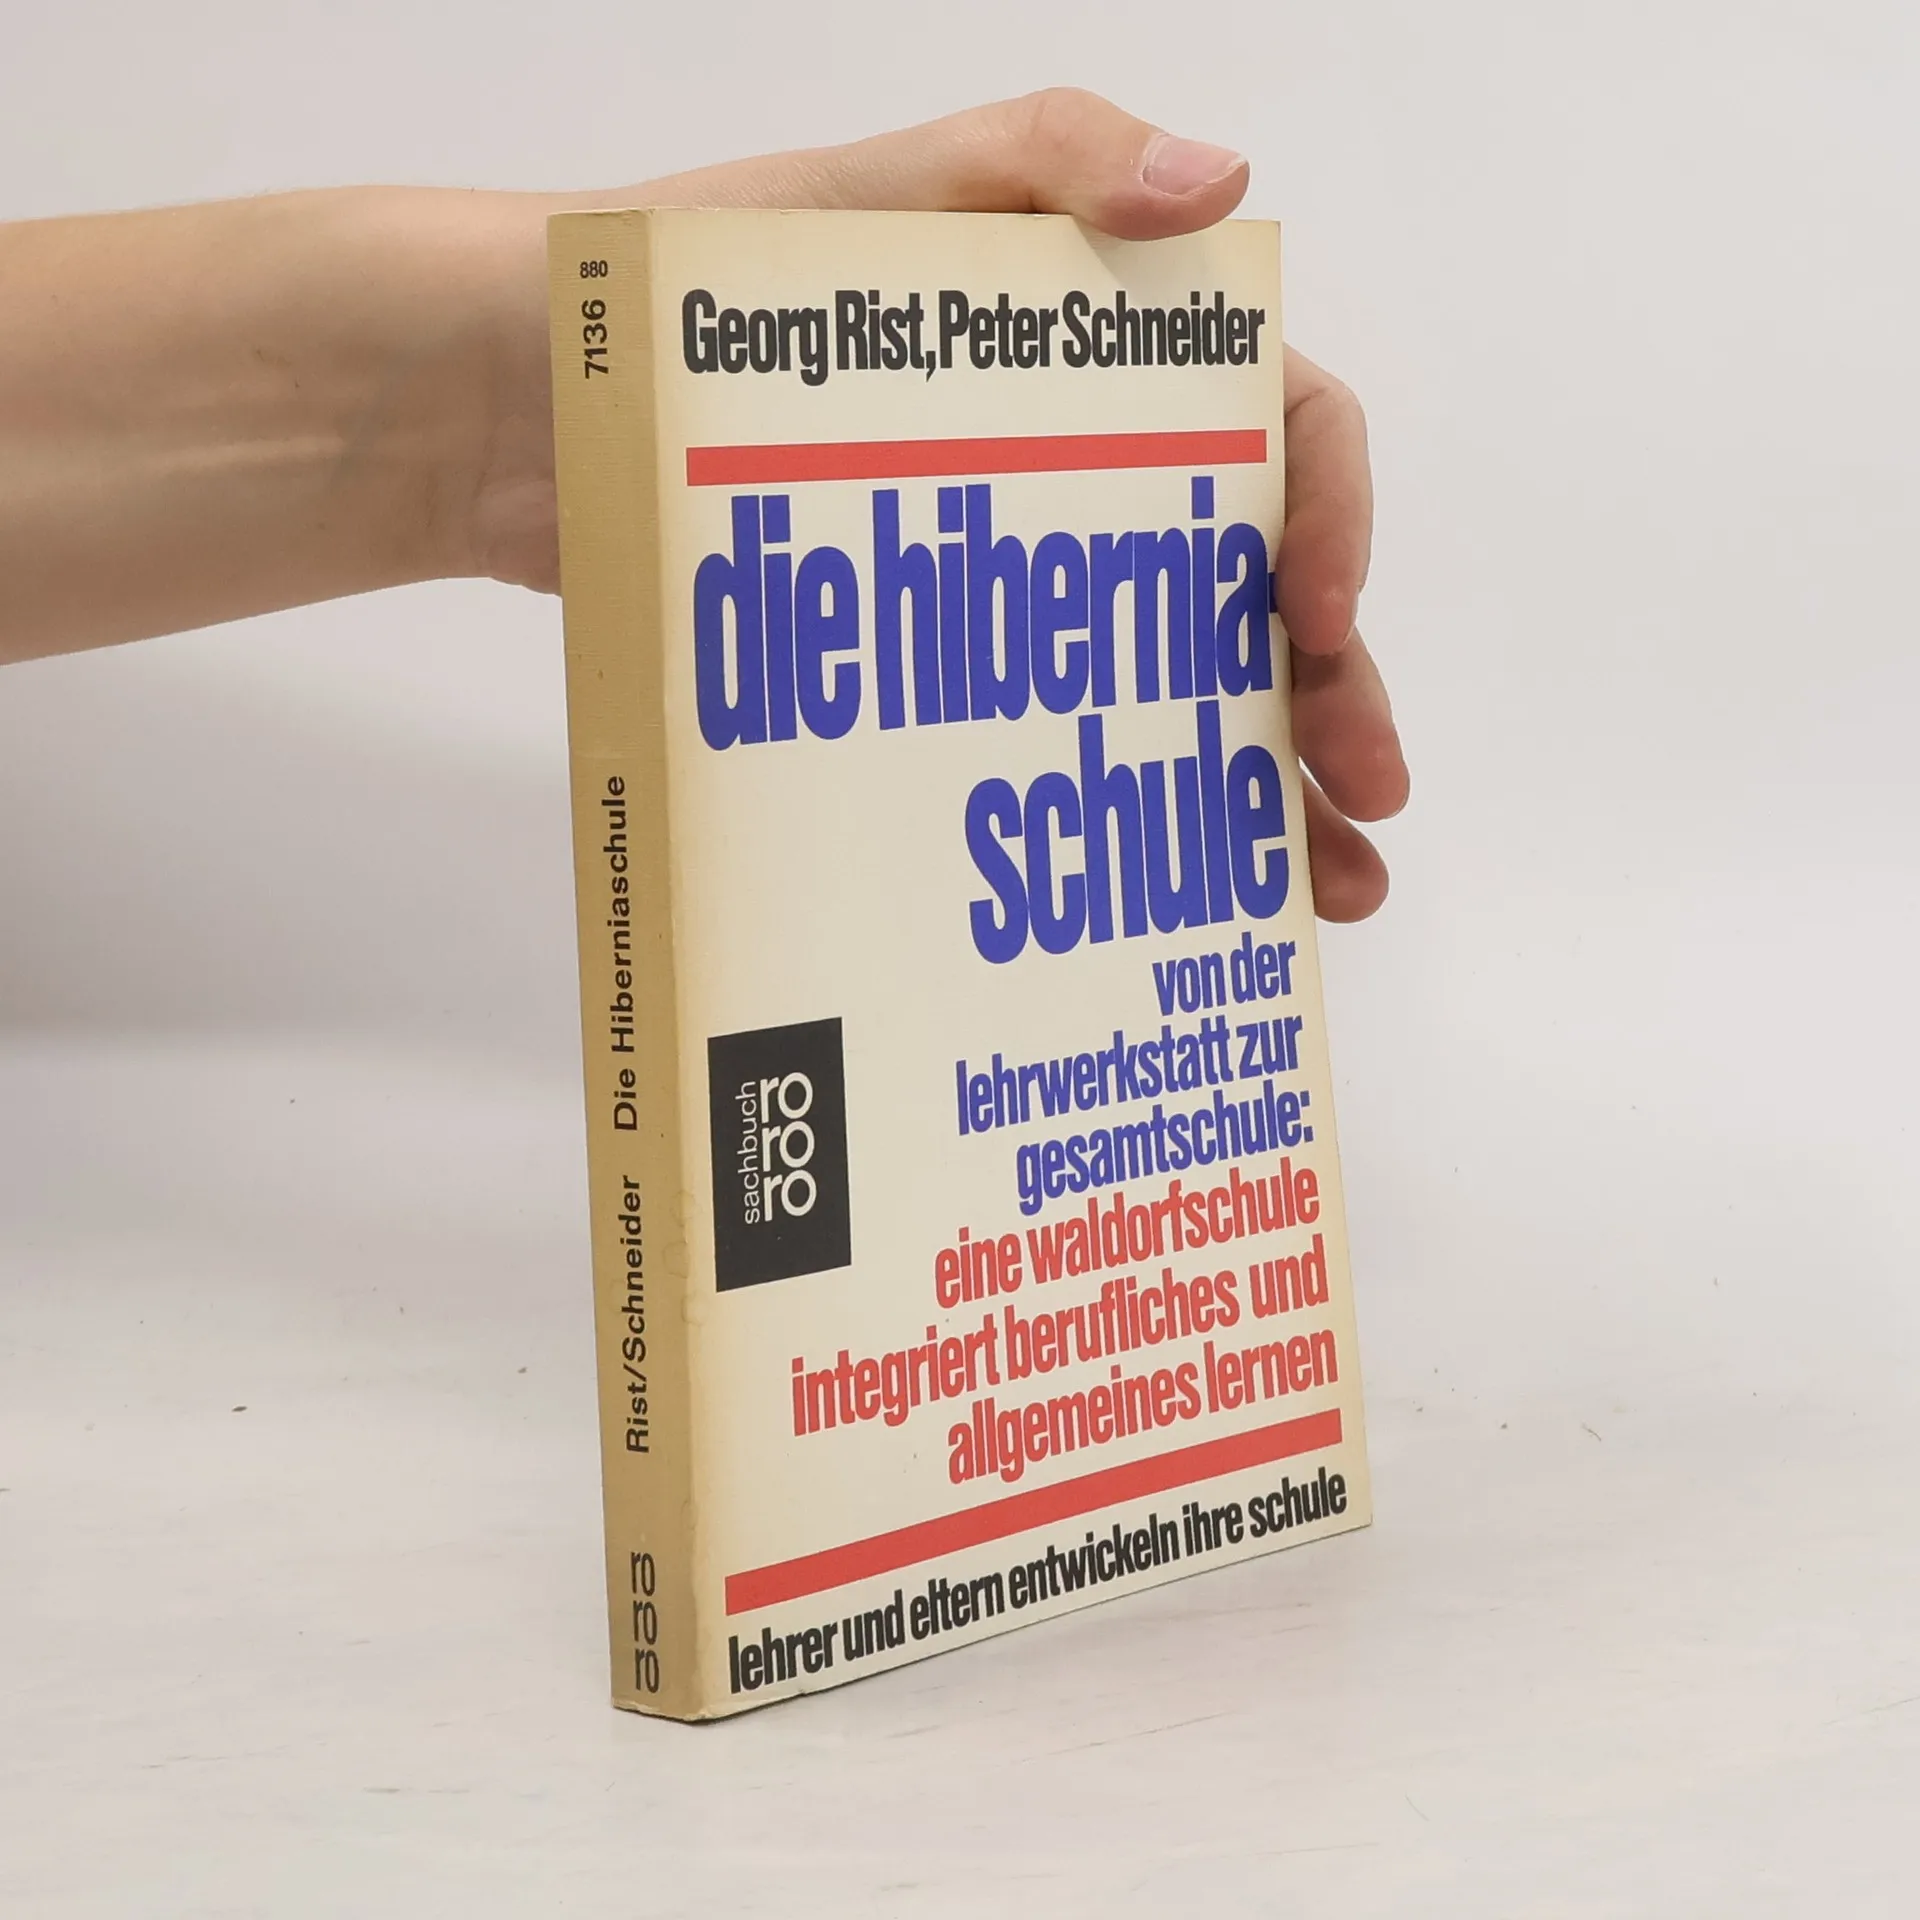 880
7136
Rist/Schneider Die Hiberniaschule
ro
ro
ro
Georg Rist, Peter Schneider
die hibernia-
schule
von der
lehrwerkstatt zur
gesamtschule:
eine waldorfschule
integriert berufliches und
allgemeines lernen
sachbuch
ro
ro
ro
lehrer und eltern entwickeln ihre schule